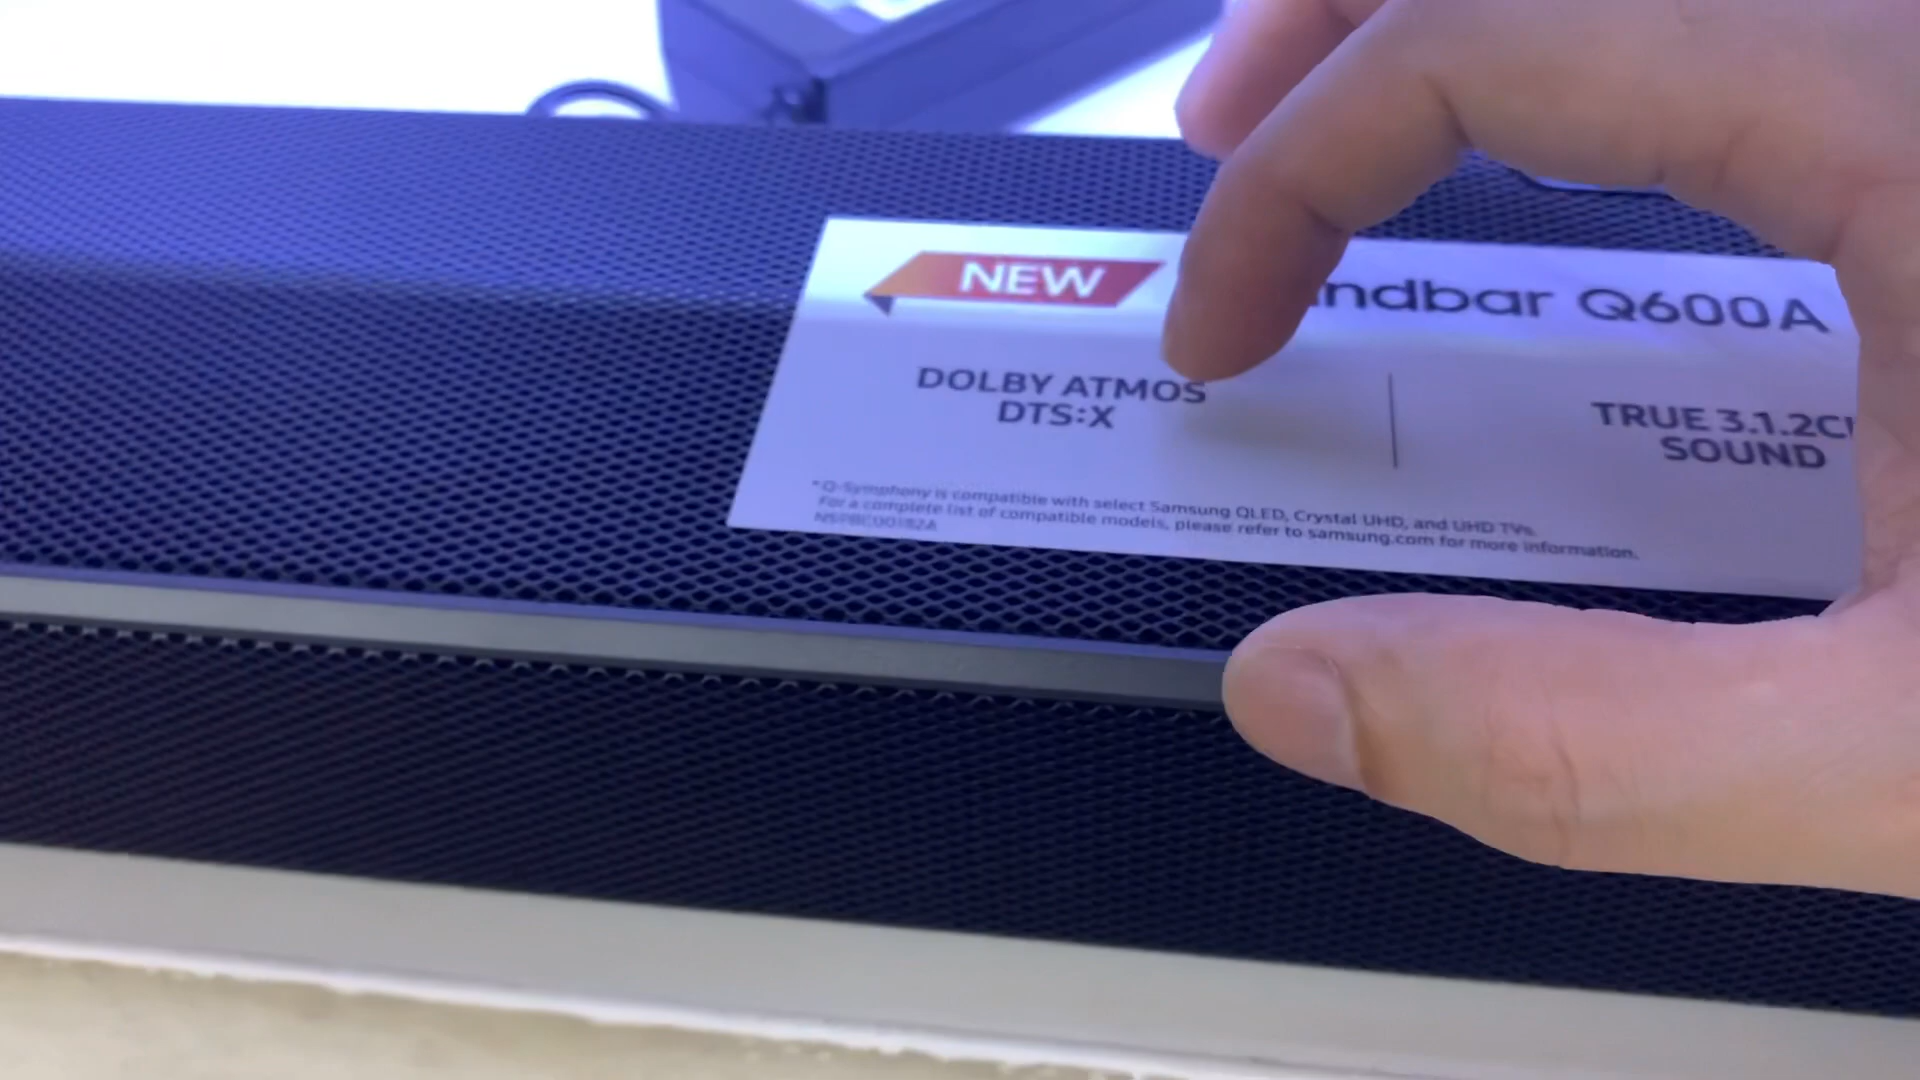 NEW ndbar Q600A
DOLBY ATMOS
DTS:X
TRUE 3.1.2C
SOUND
* Q-Symphony is compatible with select Samsung QLED, Crystal UHD, and UHD TVs.
For a complete list of compatible models, please refer to samsung.com for more information.